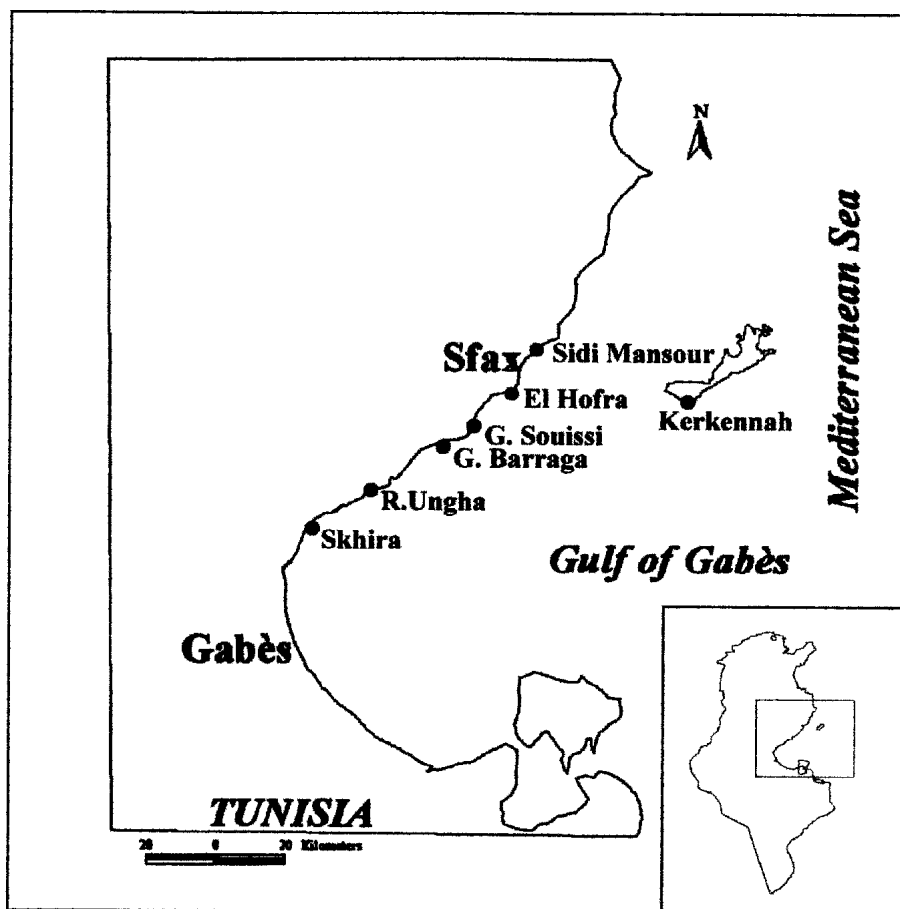 N
Mediterranean Sea
Sfax
Sidi Mansour
El Hofra
Kerkennah
G. Souissi
G. Barraga
R.Ungha
Skhira
Gulf of Gabès
Gabès
TUNISIA
20 0 20 Kilometers